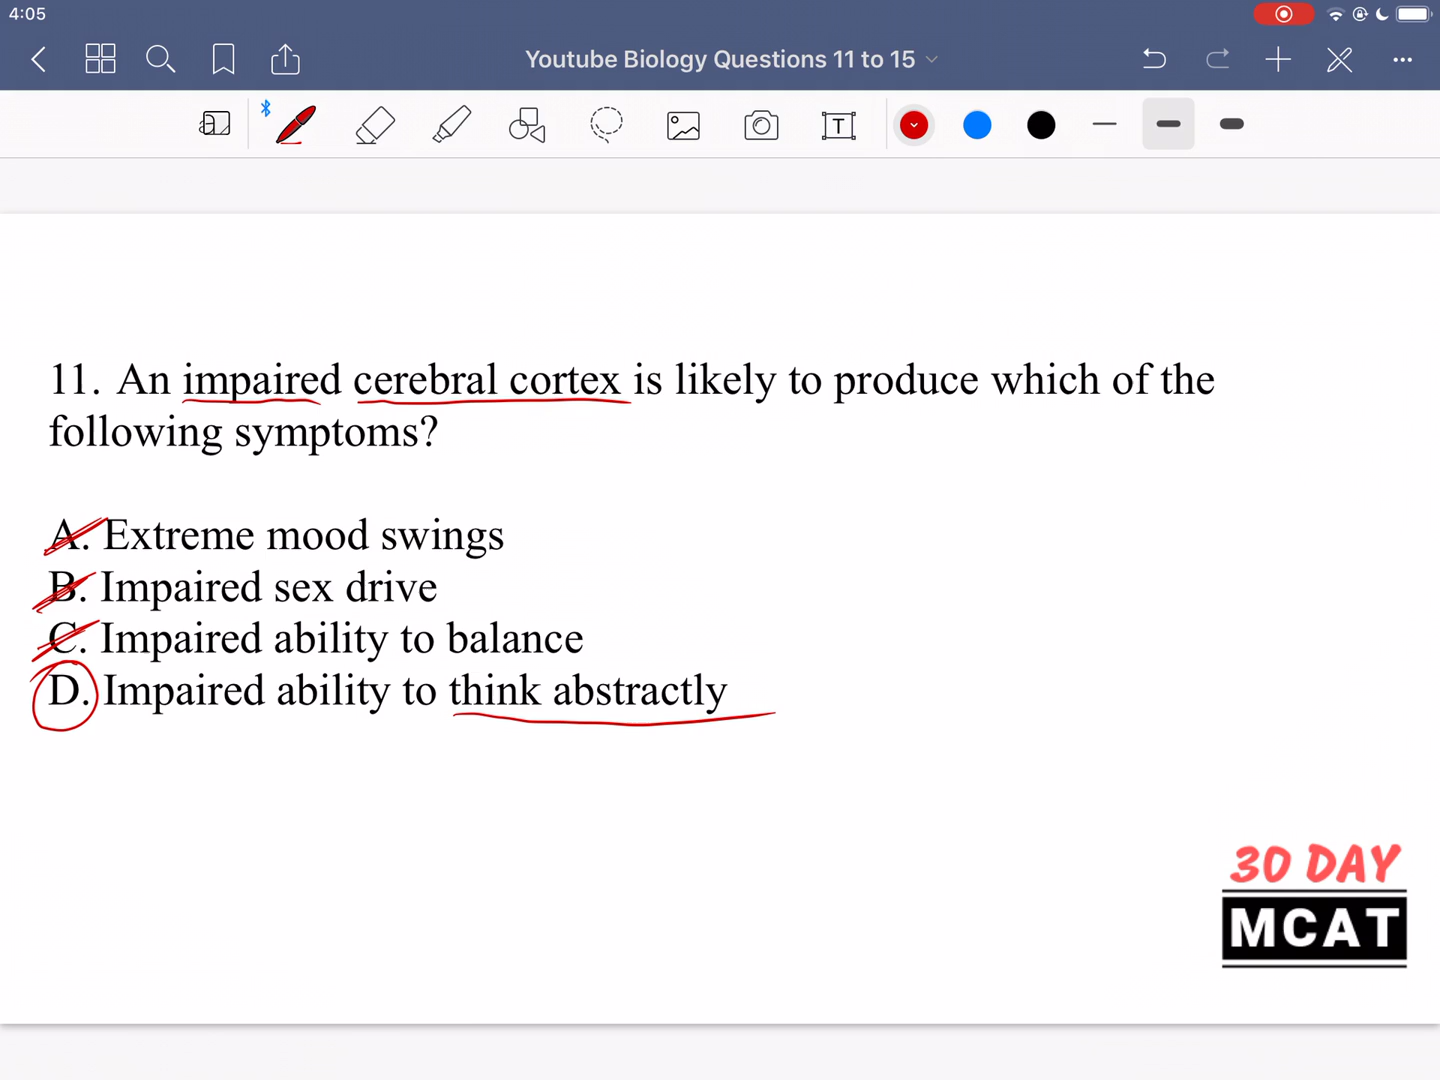 4:05
Youtube Biology Questions 11 to 15
T
11. An impaired cerebral cortex is likely to produce which of the
following symptoms?
A. Extreme mood swings
B. Impaired sex drive
C. Impaired ability to balance
D. Impaired ability to think abstractly
30 DAY
MCAT